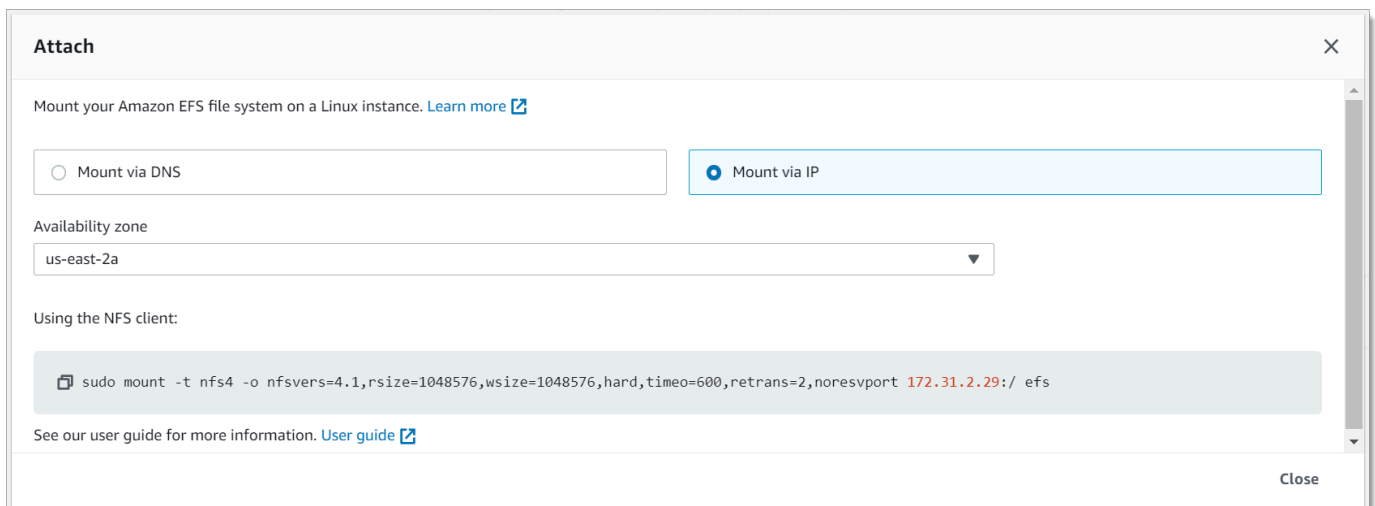 Attach
Mount your Amazon EFS file system on a Linux instance. Learn more
Mount via DNS
Mount via IP
Availability zone
us-east-2a
Using the NFS client:
sudo mount -t nfs4 -o nfsvers=4.1,rsize=1048576,wsize=1048576,hard,timeo=600,retrans=2,noresvport 172.31.2.29:/ efs
See our user guide for more information. User guide
Close